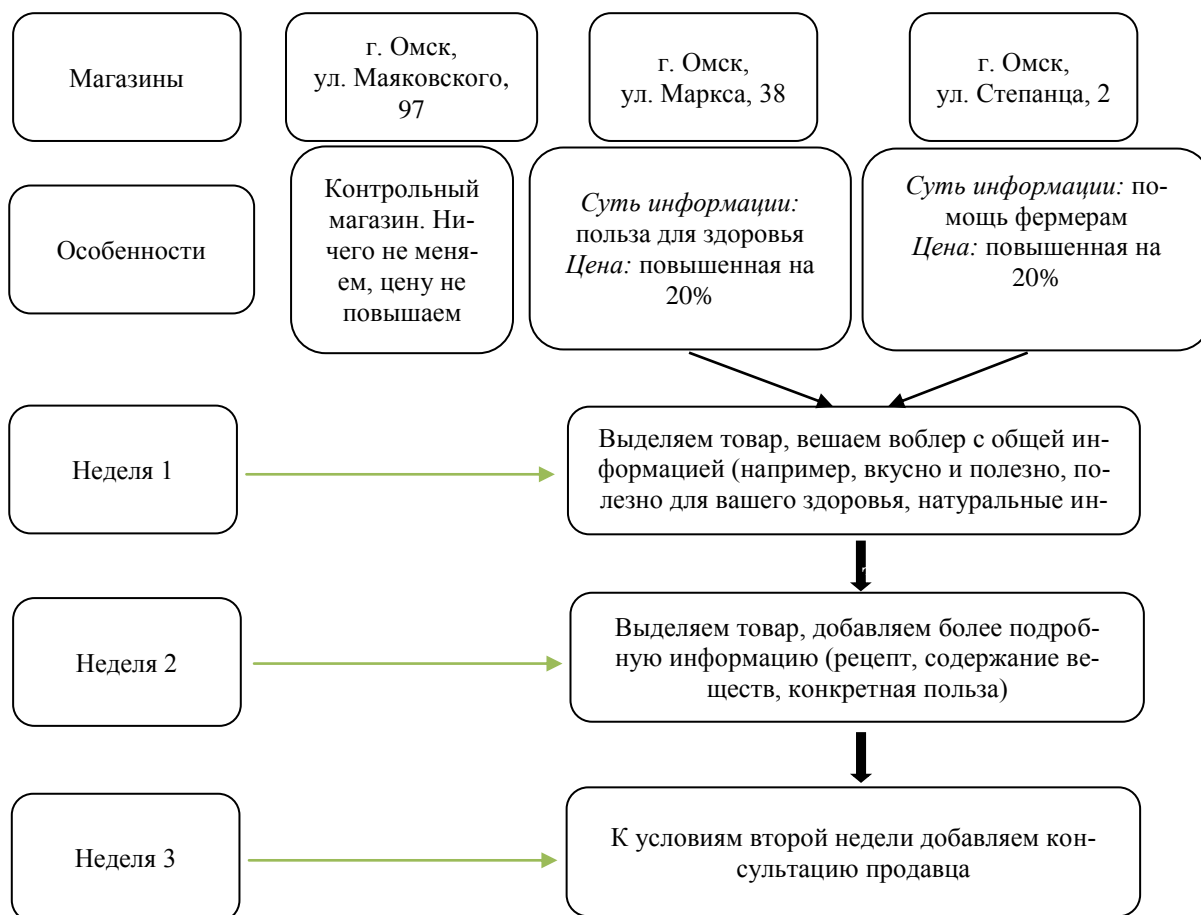 Магазины
г. Омск,
ул. Маяковского,
97
г. Омск,
ул. Маркса, 38
г. Омск,
ул. Степанца, 2
Особенности
Контрольный
магазин. Ни-
чего не меня-
ем, цену не
повышаем
Суть информации:
польза для здоровья
Цена: повышенная на
20%
Суть информации: по-
мощь фермерам
Цена: повышенная на
20%
Неделя 1
Выделяем товар, вешаем воблер с общей ин-
формацией (например, вкусно и полезно, по-
лезно для вашего здоровья, натуральные ин-
Неделя 2
Выделяем товар, добавляем более подроб-
ную информацию (рецепт, содержание ве-
ществ, конкретная польза)
Неделя 3
К условиям второй недели добавляем кон-
сультацию продавца